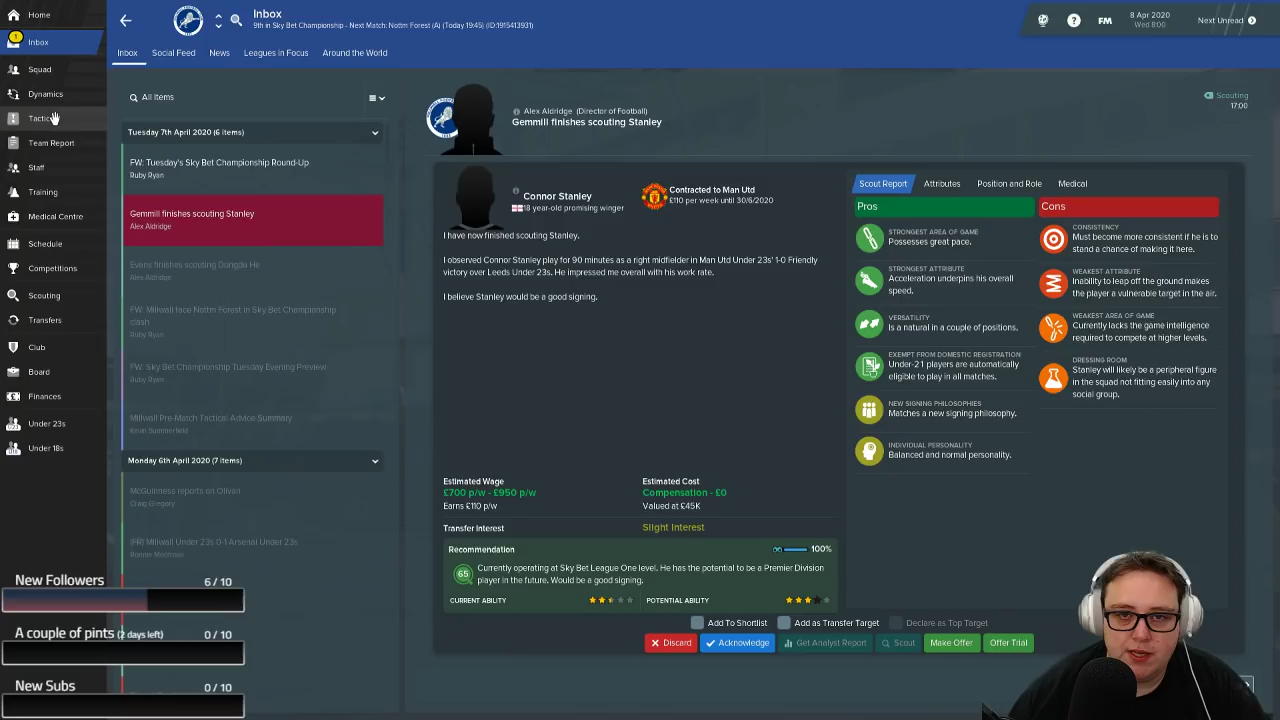 Home
Inbox
1
Squad
Dynamics
Tactics
Team Report
Staff
Training
Medical Centre
Schedule
Competitions
Scouting
Transfers
Club
Board
Finances
Under 23s
Under 18s
Inbox
9th in Sky Bet Championship - Next Match: Nottm Forest (A) (Today 19:45) (ID:1915413931)
? FM
8 Apr 2020
Wed 8:00
Next Unread
Inbox Social Feed News Leagues in Focus Around the World
All Items
Tuesday 7th April 2020 (6 items)
FW: Tuesday's Sky Bet Championship Round-Up
Ruby Ryan
Gemmill finishes scouting Stanley
Alex Aldridge
Evans finishes scouting Dongda He
Alex Aldridge
FW: Millwall face Nottm Forest in Sky Bet Championship
clash
Ruby Ryan
FW: Sky Bet Championship Tuesday Evening Preview
Ruby Ryan
Millwall Pre-Match Tactical Advice Summary
Kevin Summerfield
Monday 6th April 2020 (7 items)
McGuinness reports on Olivan
Craig Gregory
(FR) Millwall Under 23s 0-1 Arsenal Under 23s
New Followers 6 / 10
A couple of pints (2 days left) 0 / 10
New Subs 0 / 10
Alex Aldridge (Director of Football)
Gemmill finishes scouting Stanley
Scouting
17:00
Connor Stanley
18 year-old promising winger
Contracted to Man Utd
£110 per week until 30/6/2020
I have now finished scouting Stanley.
I observed Connor Stanley play for 90 minutes as a right midfielder in Man Utd Under 23s' 1-0 Friendly
victory over Leeds Under 23s. He impressed me overall with his work rate.
I believe Stanley would be a good signing.
Estimated Wage
£700 p/w - £950 p/w
Earns £110 p/w
Estimated Cost
Compensation - £0
Valued at £45K
Transfer Interest
Slight Interest
Recommendation
100%
65
Currently operating at Sky Bet League One level. He has the potential to be a Premier Division
player in the future. Would be a good signing.
CURRENT ABILITY
POTENTIAL ABILITY
Scout Report Attributes Position and Role Medical
Pros
STRONGEST AREA OF GAME
Possesses great pace.
STRONGEST ATTRIBUTE
Acceleration underpins his overall
speed.
VERSATILITY
Is a natural in a couple of positions.
EXEMPT FROM DOMESTIC REGISTRATION
Under-21 players are automatically
eligible to play in all matches.
NEW SIGNING PHILOSOPHIES
Matches a new signing philosophy.
INDIVIDUAL PERSONALITY
Balanced and normal personality.
Cons
CONSISTENCY
Must become more consistent if he is to
stand a chance of making it here.
WEAKEST ATTRIBUTE
Inability to leap off the ground makes
the player a vulnerable target in the air.
WEAKEST AREA OF GAME
Currently lacks the game intelligence
required to compete at higher levels.
DRESSING ROOM
Stanley will likely be a peripheral figure
in the squad not fitting easily into any
social group.
Add To Shortlist Add as Transfer Target Declare as Top Target
Discard Acknowledge Get Analyst Report Scout Make Offer Offer Trial